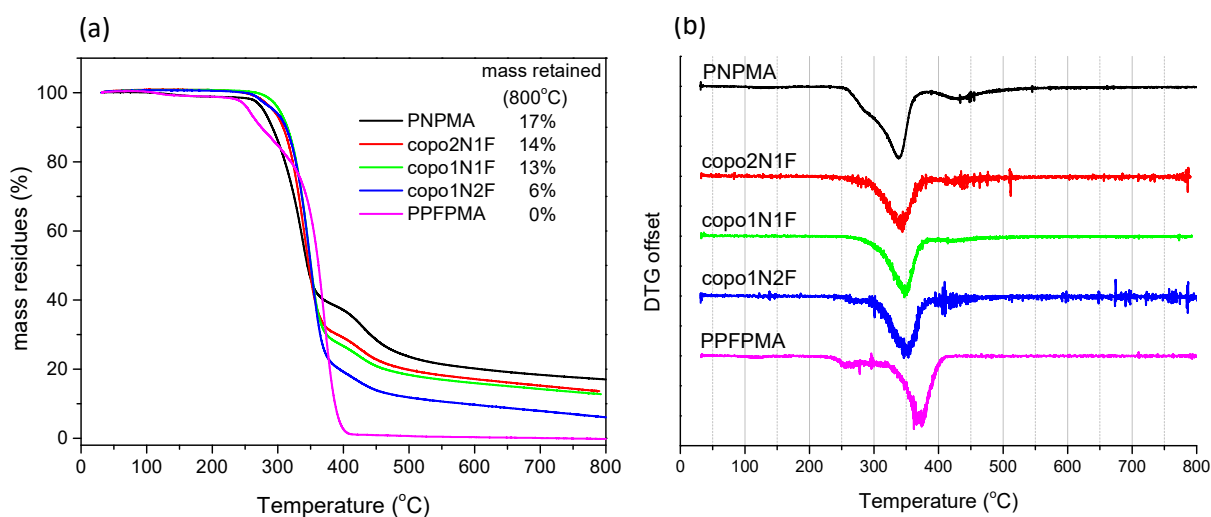 (a)
mass retained
(800°C)
PNPMA 17%
copo2N1F 14%
copo1N1F 13%
copo1N2F 6%
PPFPMA 0%
mass residues (%)
100
80
60
40
20
0
0 100 200 300 400 500 600 700 800
Temperature (°C)
(b)
PNPMA
copo2N1F
copo1N1F
copo1N2F
PPFPMA
DTG offset
0 100 200 300 400 500 600 700 800
Temperature (°C)